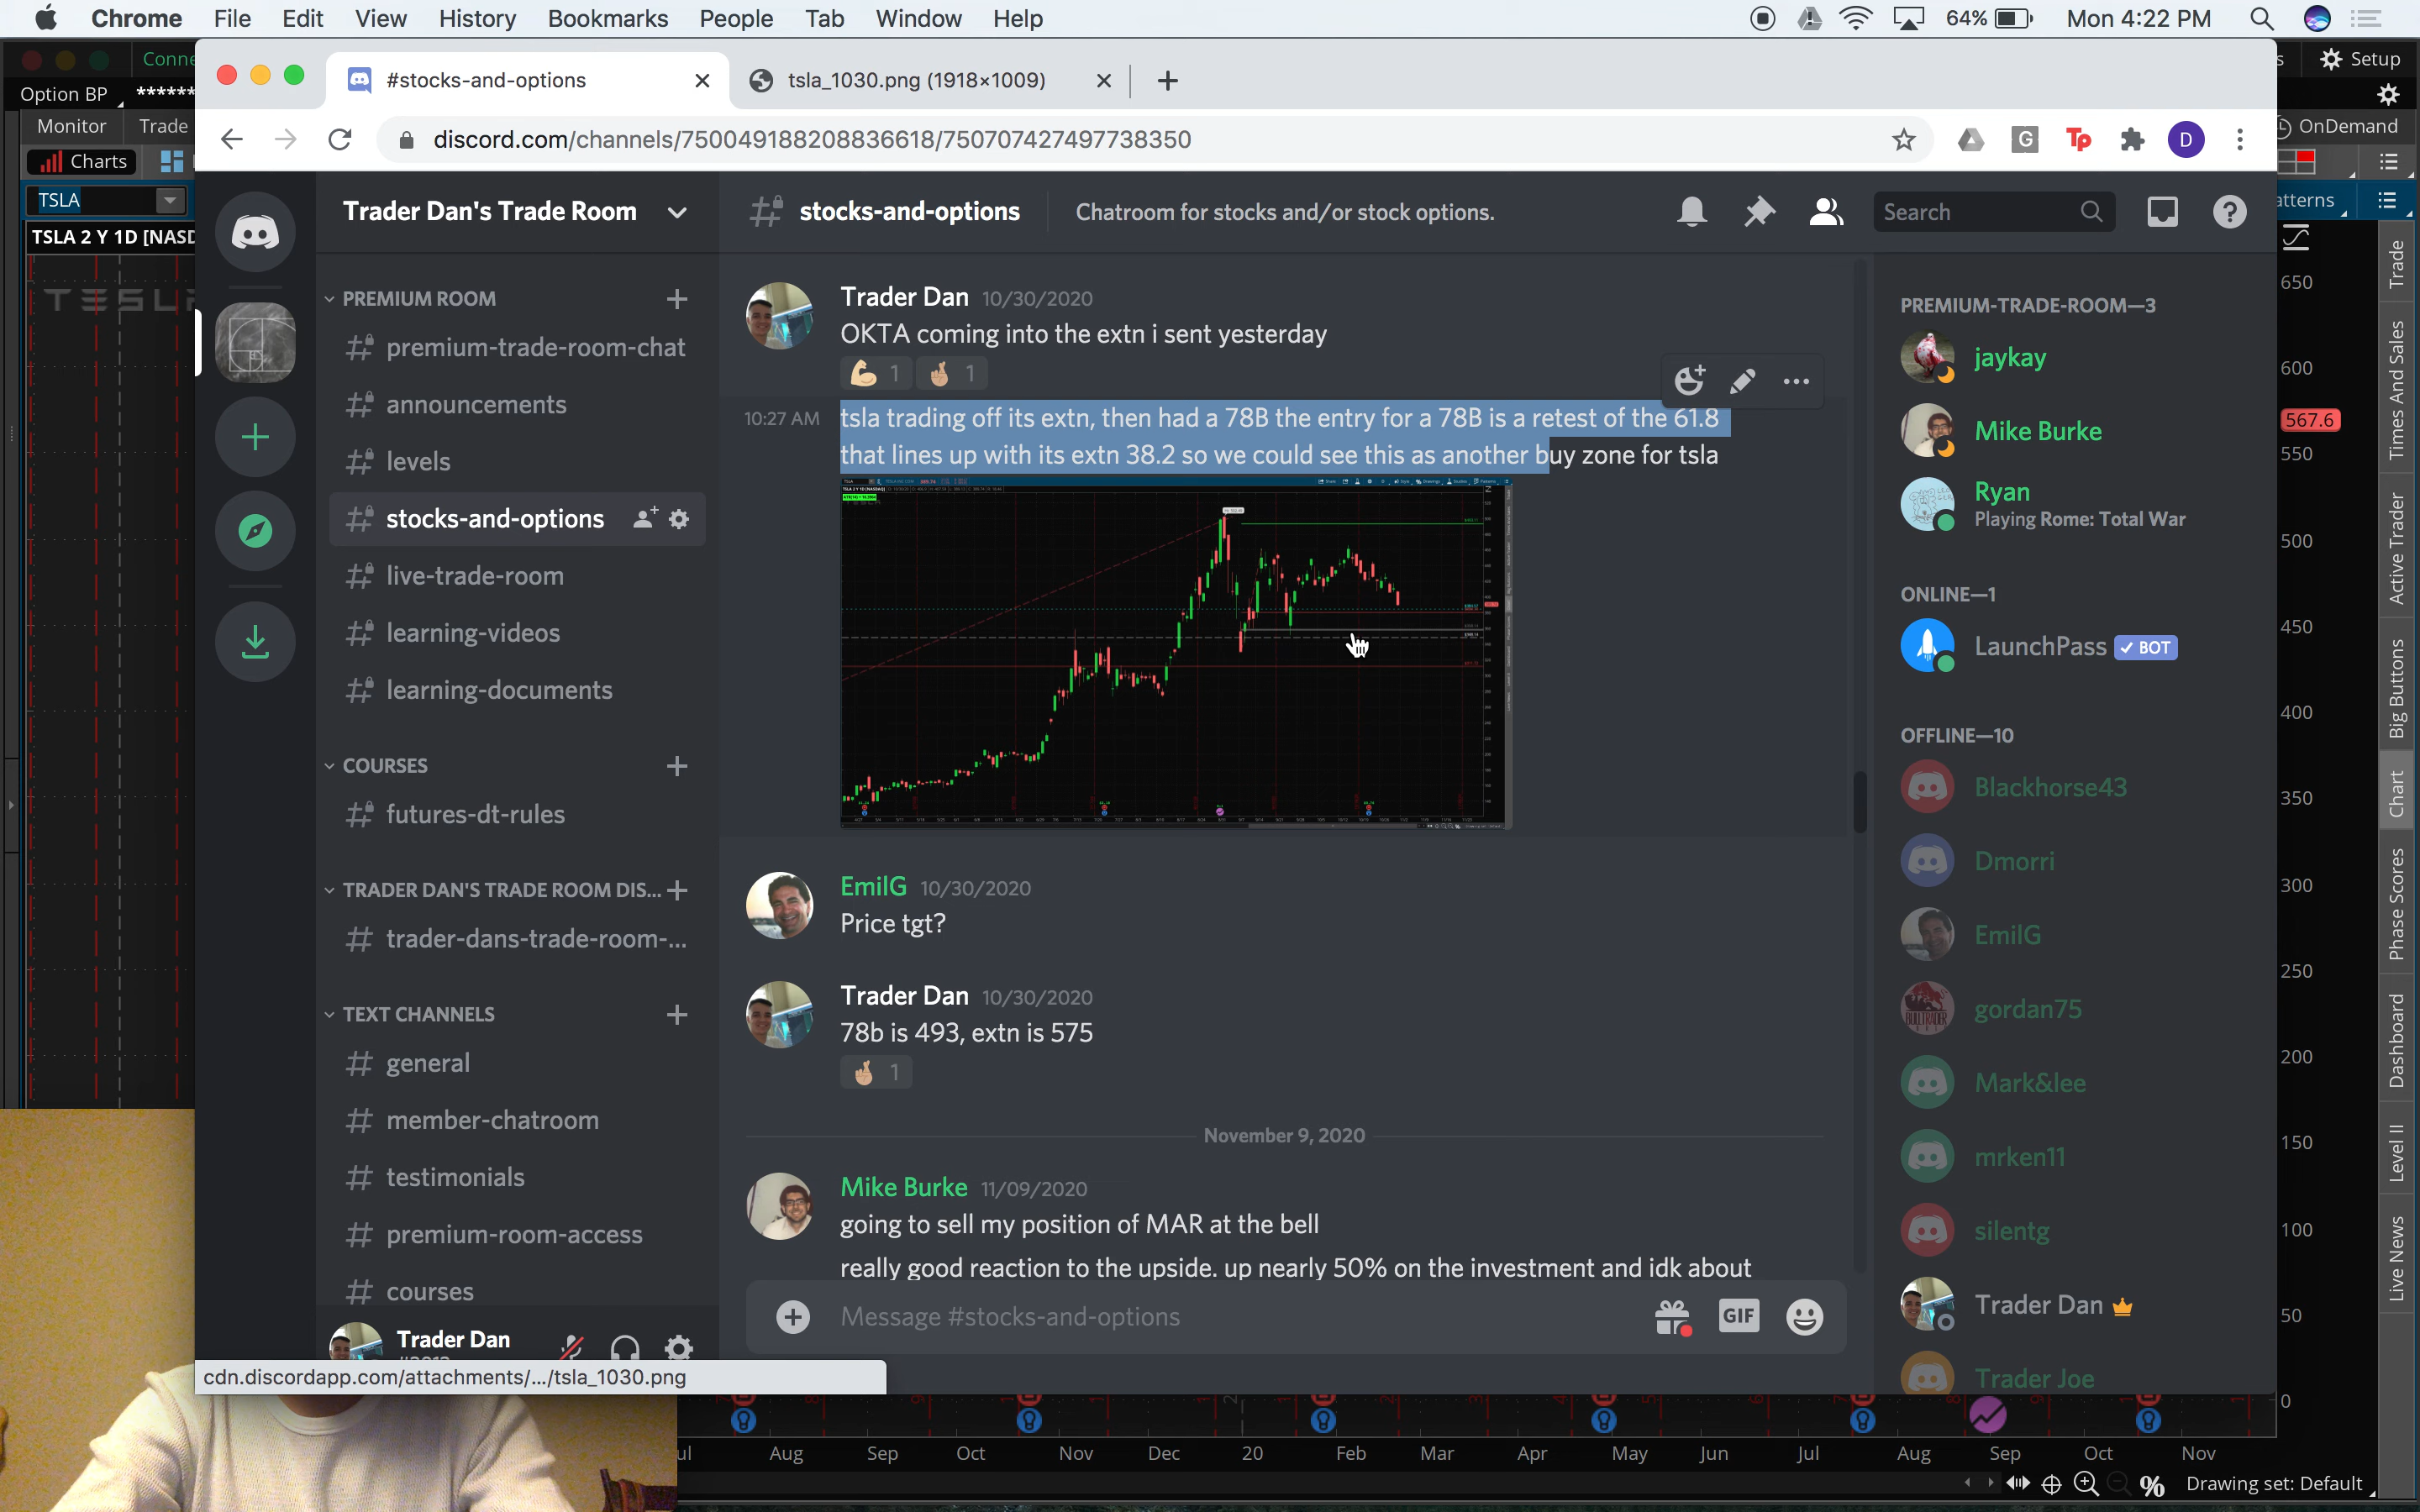 Chrome File Edit View History Bookmarks People Tab Window Help 64% Mon 4:22 PM
Conne
Setup
#stocks-and-options tsla_1030.png (1918×1009)
Option BP ******
Monitor Trade
OnDemand
discord.com/channels/750049188208836618/750707427497738350
G Tp D
Charts
TSLA
atterns
TSLA 2 Y 1D [NASD
TESL
Trader Dan's Trade Room
stocks-and-options Chatroom for stocks and/or stock options.
Search
PREMIUM ROOM
premium-trade-room-chat
announcements
levels
stocks-and-options
live-trade-room
learning-videos
learning-documents
COURSES
futures-dt-rules
TRADER DAN'S TRADE ROOM DIS...
trader-dans-trade-room-...
TEXT CHANNELS
general
member-chatroom
testimonials
premium-room-access
courses
Trader Dan
cdn.discordapp.com/attachments/.../tsla_1030.png
Trader Dan 10/30/2020
OKTA coming into the extn i sent yesterday
1 1
10:27 AM tsla trading off its extn, then had a 78B the entry for a 78B is a retest of the 61.8
that lines up with its extn 38.2 so we could see this as another buy zone for tsla
EmilG 10/30/2020
Price tgt?
Trader Dan 10/30/2020
78b is 493, extn is 575
1
November 9, 2020
Mike Burke 11/09/2020
going to sell my position of MAR at the bell
really good reaction to the upside. up nearly 50% on the investment and idk about
Message #stocks-and-options
GIF
PREMIUM-TRADE-ROOM—3
jaykay
Mike Burke
Ryan
Playing Rome: Total War
ONLINE—1
LaunchPass BOT
OFFLINE—10
Blackhorse43
Dmorri
EmilG
gordan75
Mark&lee
mrken11
silentg
Trader Dan
Trader Joe
650
600
567.6
550
500
450
400
350
300
250
200
150
100
50
0
Trade
Times And Sales
Active Trader
Big Buttons
Chart
Phase Scores
Dashboard
Level II
Live News
ul Aug Sep Oct Nov Dec 20 Feb Mar Apr May Jun Jul Aug Sep Oct Nov
Drawing set: Default